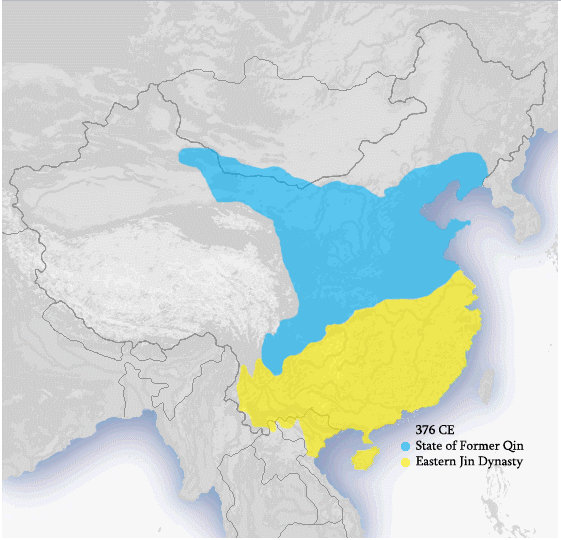 376 CE
State of Former Qin
Eastern Jin Dynasty